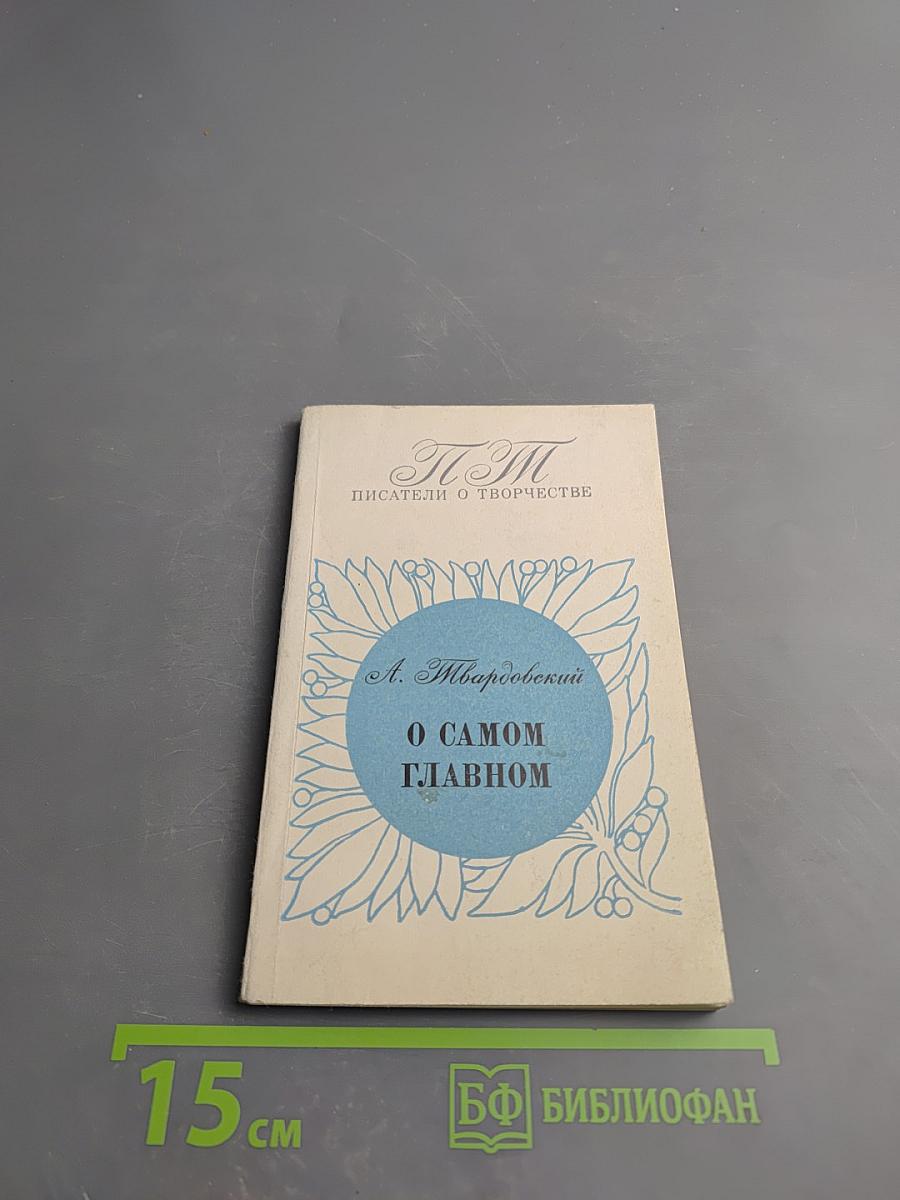 ПТ
ПИСАТЕЛИ О ТВОРЧЕСТВЕ
А. Твардовский
О САМОМ
ГЛАВНОМ
15 см
БФ БИБЛИОФАН